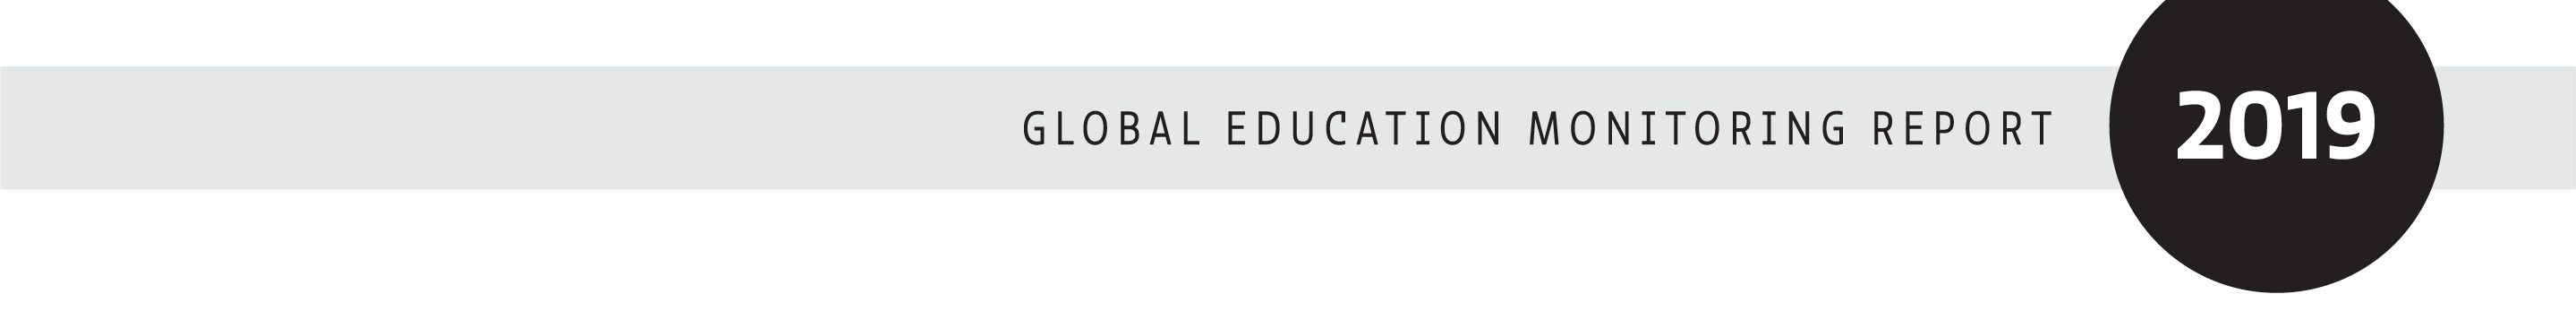 GLOBAL EDUCATION MONITORING REPORT 2019